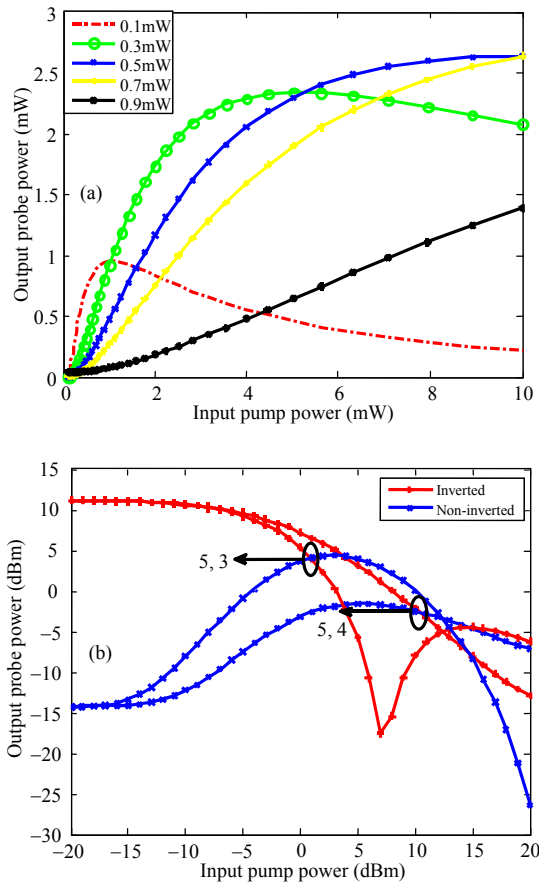 0.1mW
0.3mW
0.5mW
0.7mW
0.9mW
(a)
Output probe power (mW)
3
2.5
2
1.5
1
0.5
0
0 2 4 6 8 10
Input pump power (mW)
Inverted
Non-inverted
5, 3
5, 4
(b)
Output probe power (dBm)
15
10
5
0
−5
−10
−15
−20
−25
−30
−20 −15 −10 −5 0 5 10 15 20
Input pump power (dBm)